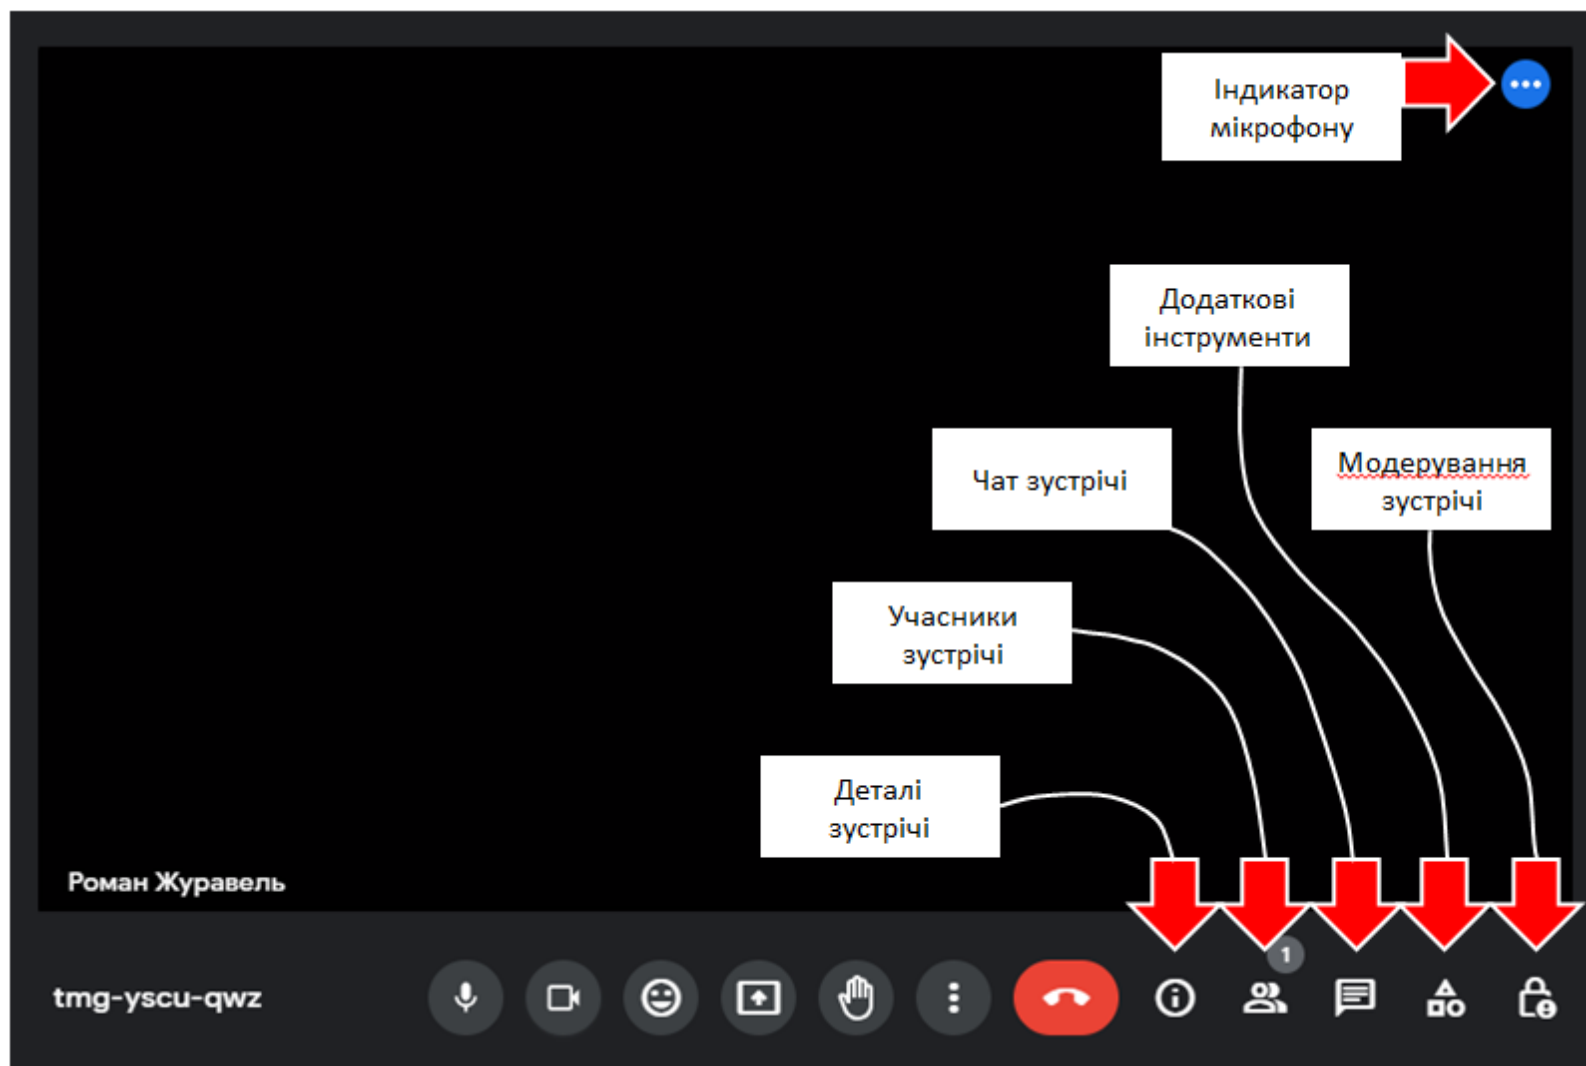 Індикатор
мікрофону
Додаткові
інструменти
Чат зустрічі
Модерування
зустрічі
Учасники
зустрічі
Деталі
зустрічі
Роман Журавель
1
tmg-yscu-qwz